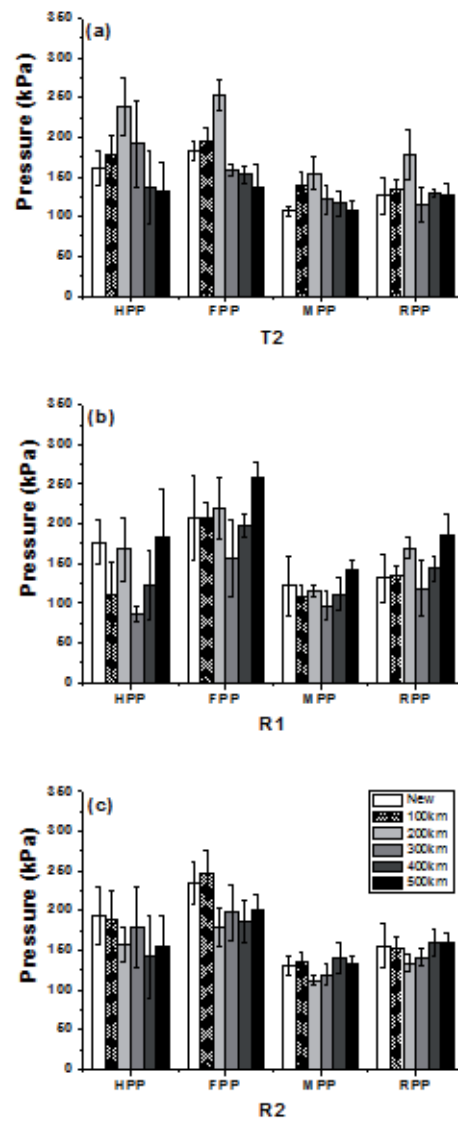 (a)
350
300
250
200
150
100
50
0
Pressure (kPa)
HPP FPP MPP RPP
T2
(b)
350
300
250
200
150
100
50
0
Pressure (kPa)
HPP FPP MPP RPP
R1
(c)
350
300
250
200
150
100
50
0
Pressure (kPa)
New
100km
200km
300km
400km
500km
HPP FPP MPP RPP
R2